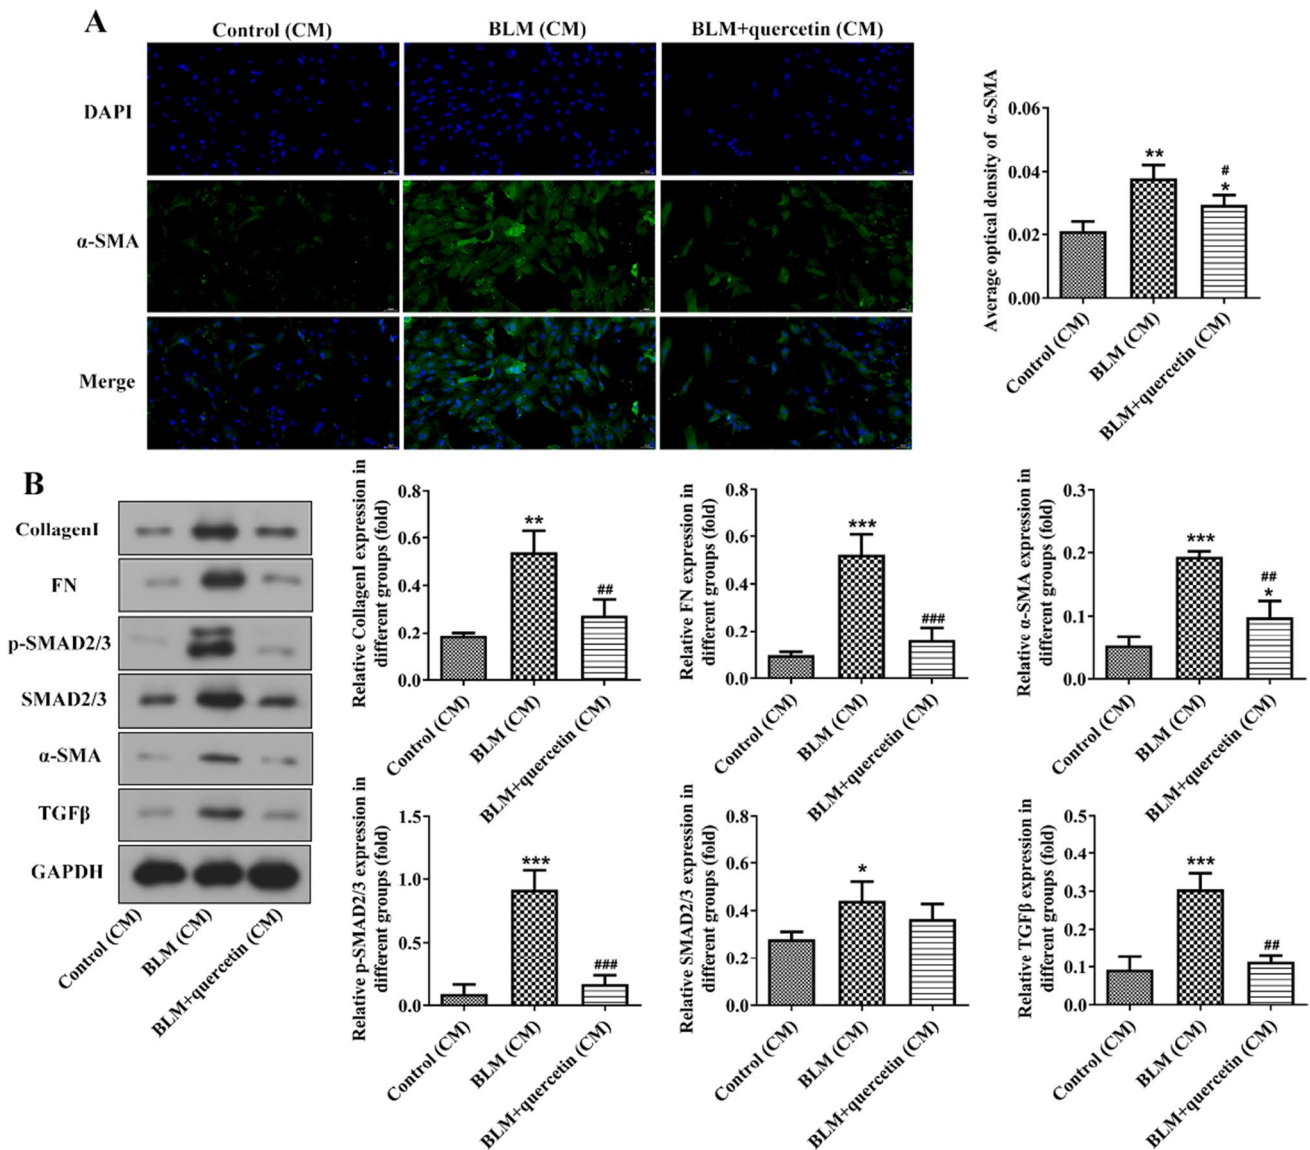 A
Control (CM)
BLM (CM)
BLM+quercetin (CM)
DAPI
α-SMA
Merge
Average optical density of α-SMA
0.06
0.04
0.02
0.00
**
#
*
Control (CM)
BLM (CM)
BLM+quercetin (CM)
B
CollagenI
FN
p-SMAD2/3
SMAD2/3
α-SMA
TGFβ
GAPDH
Control (CM)
BLM (CM)
BLM+quercetin (CM)
Relative CollagenI expression in
different groups (fold)
0.8
0.6
0.4
0.2
0.0
**
##
Control (CM)
BLM (CM)
BLM+quercetin (CM)
Relative FN expression in
different groups (fold)
0.8
0.6
0.4
0.2
0.0
***
###
Control (CM)
BLM (CM)
BLM+quercetin (CM)
Relative α-SMA expression in
different groups (fold)
0.3
0.2
0.1
0.0
***
##
*
Control (CM)
BLM (CM)
BLM+quercetin (CM)
Relative p-SMAD2/3 expression in
different groups (fold)
1.5
1.0
0.5
0.0
***
###
Control (CM)
BLM (CM)
BLM+quercetin (CM)
Relative SMAD2/3 expression in
different groups (fold)
0.8
0.6
0.4
0.2
0.0
*
Control (CM)
BLM (CM)
BLM+quercetin (CM)
Relative TGFβ expression in
different groups (fold)
0.5
0.4
0.3
0.2
0.1
0.0
***
##
Control (CM)
BLM (CM)
BLM+quercetin (CM)